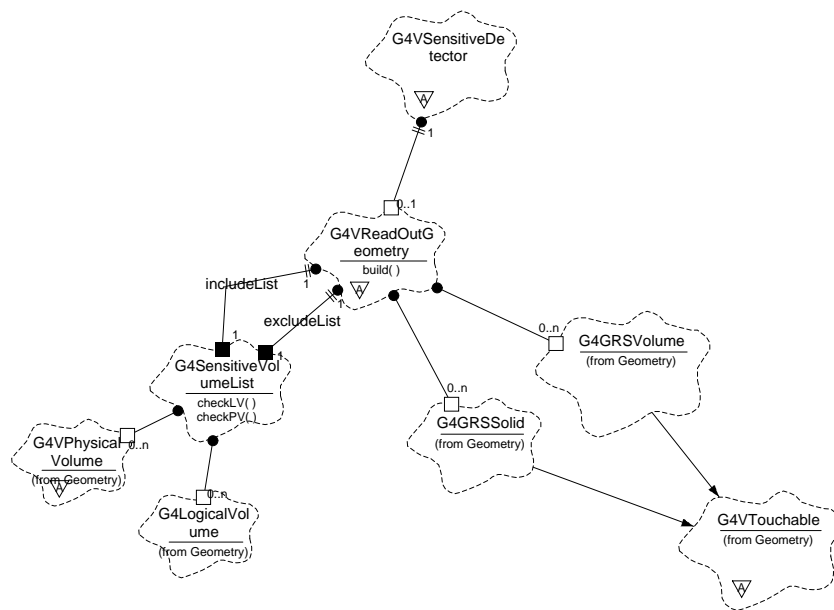 G4VSensitiveDe
tector
A
1
0..1
G4VReadOutG
eometry
build( )
A
1
includeList
1
excludeList
1
1
0..n
G4GRSVolume
(from Geometry)
G4SensitiveVol
umeList
checkLV( )
checkPV( )
0..n
G4GRSSolid
(from Geometry)
0..n
G4VPhysical
Volume
(from Geometry)
A
0..n
G4LogicalVol
ume
(from Geometry)
G4VTouchable
(from Geometry)
A